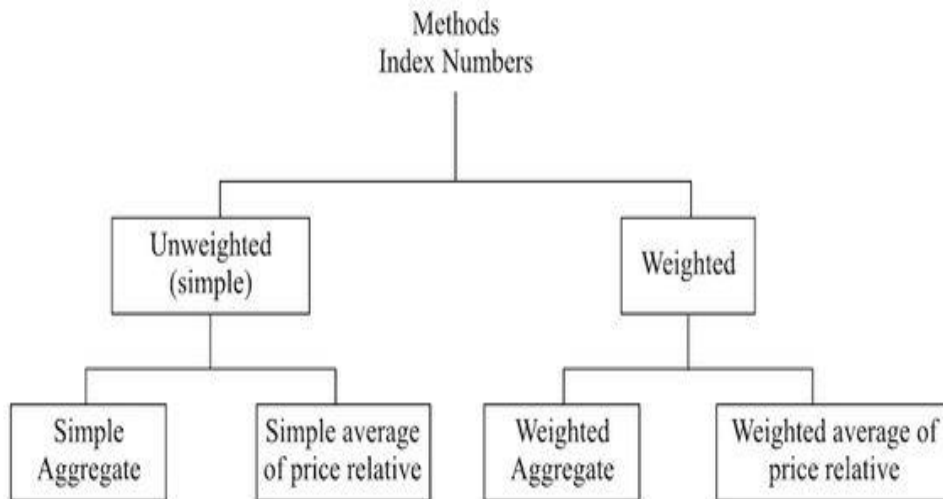 Methods
Index Numbers
Unweighted
(simple)
Weighted
Simple
Aggregate
Simple average
of price relative
Weighted
Aggregate
Weighted average of
price relative